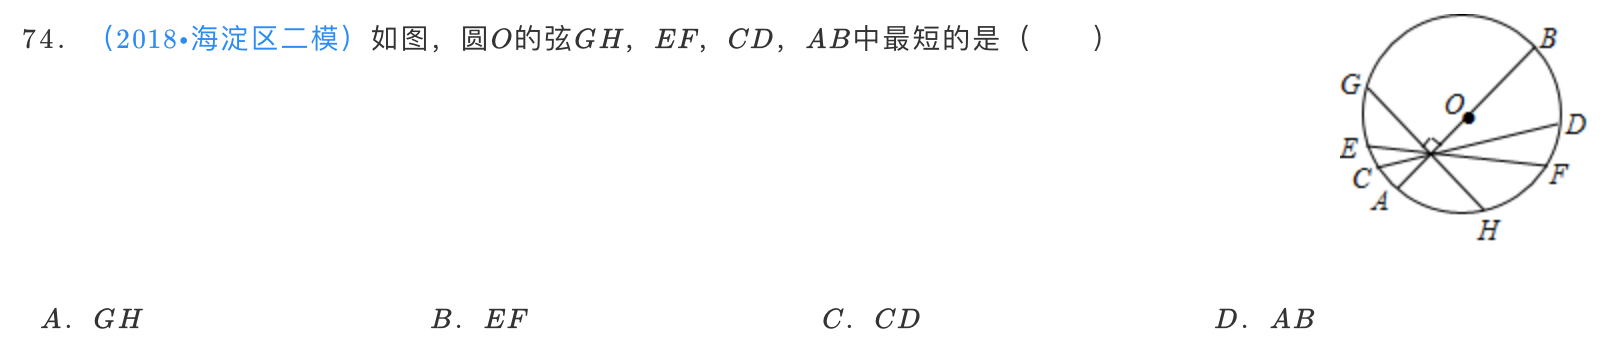 74. （2018•海淀区二模）如图，圆O的弦GH，EF，CD，AB中最短的是（  ）
B
G
O
D
E
F
C
A
H
A. GH B. EF C. CD D. AB